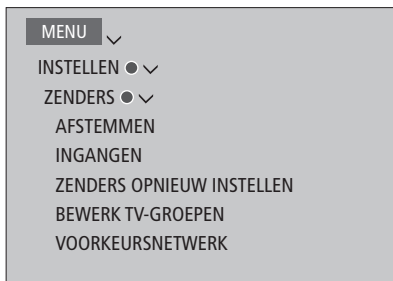 MENU
INSTELLEN
ZENDERS
AFSTEMMEN
INGANGEN
ZENDERS OPNIEUW INSTELLEN
BEWERK TV-GROEPEN
VOORKEURSNETWERK